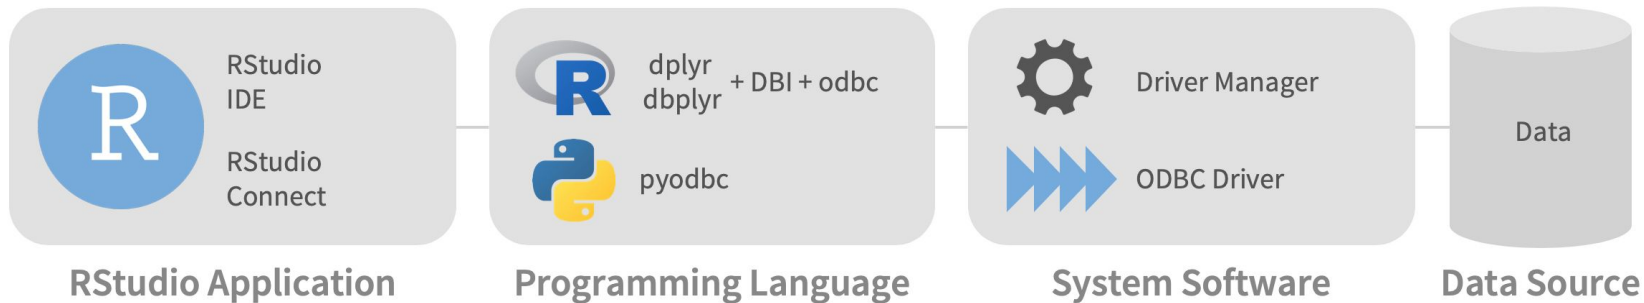 R
RStudio
IDE
RStudio
Connect
R
dplyr
dbplyr
+ DBI + odbc
pyodbc
Driver Manager
ODBC Driver
Data
RStudio Application
Programming Language
System Software
Data Source